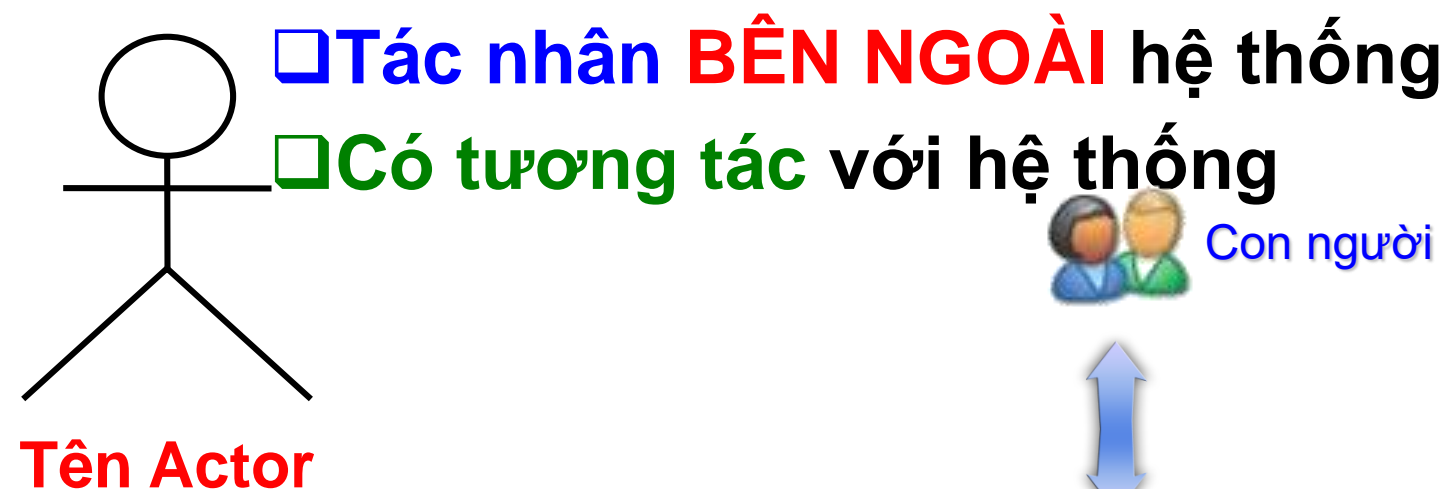 ❑Tác nhân BÊN NGOÀI hệ thống
❑Có tương tác với hệ thống
Con người
Tên Actor